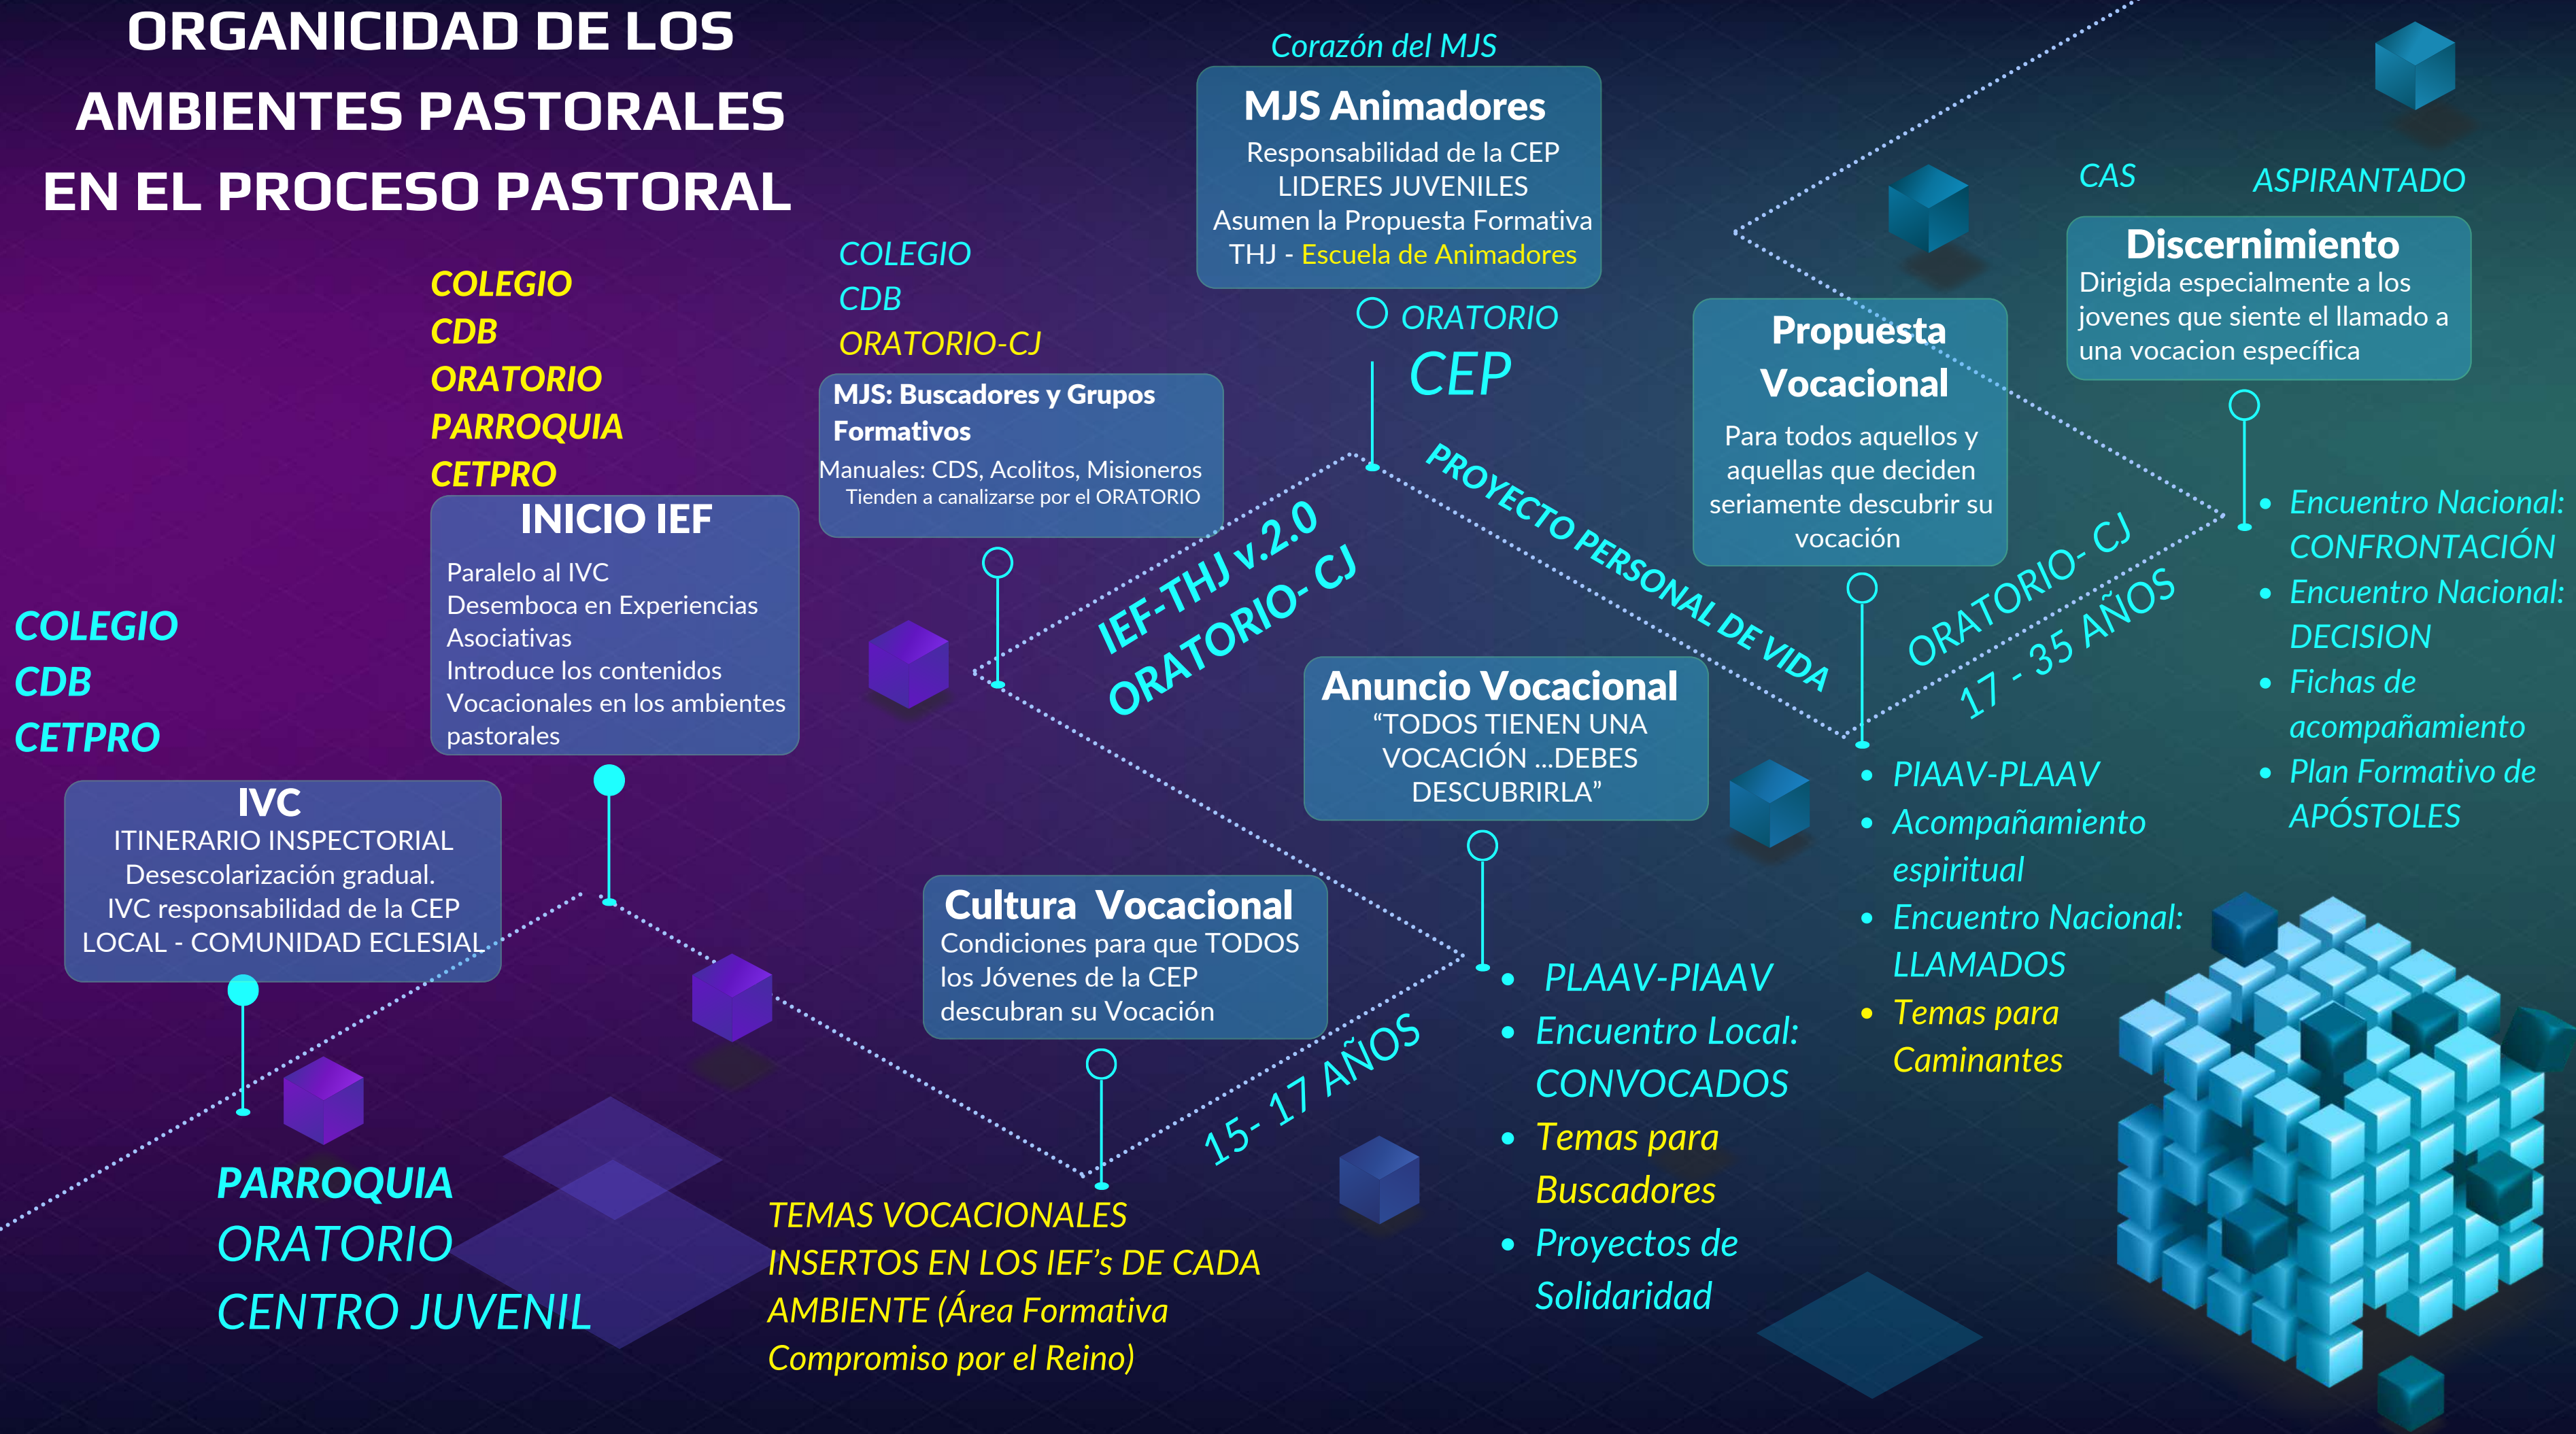 ORGANICIDAD DE LOS
AMBIENTES PASTORALES
EN EL PROCESO PASTORAL
COLEGIO
CDB
CETPRO
IVC
ITINERARIO INSPECTORIAL
Desescolarización gradual.
IVC responsabilidad de la CEP
LOCAL - COMUNIDAD ECLESIAL
PARROQUIA
ORATORIO
CENTRO JUVENIL
COLEGIO
CDB
ORATORIO
PARROQUIA
CETPRO
INICIO IEF
Paralelo al IVC
Desemboca en Experiencias
Asociativas
Introduce los contenidos
Vocacionales en los ambientes
pastorales
COLEGIO
CDB
ORATORIO-CJ
MJS: Buscadores y Grupos
Formativos
Manuales: CDS, Acolitos, Misioneros
Tienden a canalizarse por el ORATORIO
Cultura Vocacional
Condiciones para que TODOS
los Jóvenes de la CEP
descubran su Vocación
TEMAS VOCACIONALES
INSERTOS EN LOS IEF's DE CADA
AMBIENTE (Área Formativa
Compromiso por el Reino)
15- 17 AÑOS
Corazón del MJS
MJS Animadores
Responsabilidad de la CEP
LIDERES JUVENILES
Asumen la Propuesta Formativa
THJ - Escuela de Animadores
ORATORIO
CEP
IEF-THJ v.2.0
ORATORIO- CJ
PROYECTO PERSONAL DE VIDA
Anuncio Vocacional
“TODOS TIENEN UNA
VOCACIÓN ...DEBES
DESCUBRIRLA”
• PLAAV-PIAAV
• Encuentro Local:
CONVOCADOS
• Temas para
Buscadores
• Proyectos de
Solidaridad
Propuesta
Vocacional
Para todos aquellos y
aquellas que deciden
seriamente descubrir su
vocación
ORATORIO- CJ
17 - 35 AÑOS
• PIAAV-PLAAV
• Acompañamiento
espiritual
• Encuentro Nacional:
LLAMADOS
• Temas para
Caminantes
CAS
ASPIRANTADO
Discernimiento
Dirigida especialmente a los
jovenes que siente el llamado a
una vocacion específica
• Encuentro Nacional:
CONFRONTACIÓN
• Encuentro Nacional:
DECISION
• Fichas de
acompañamiento
• Plan Formativo de
APÓSTOLES